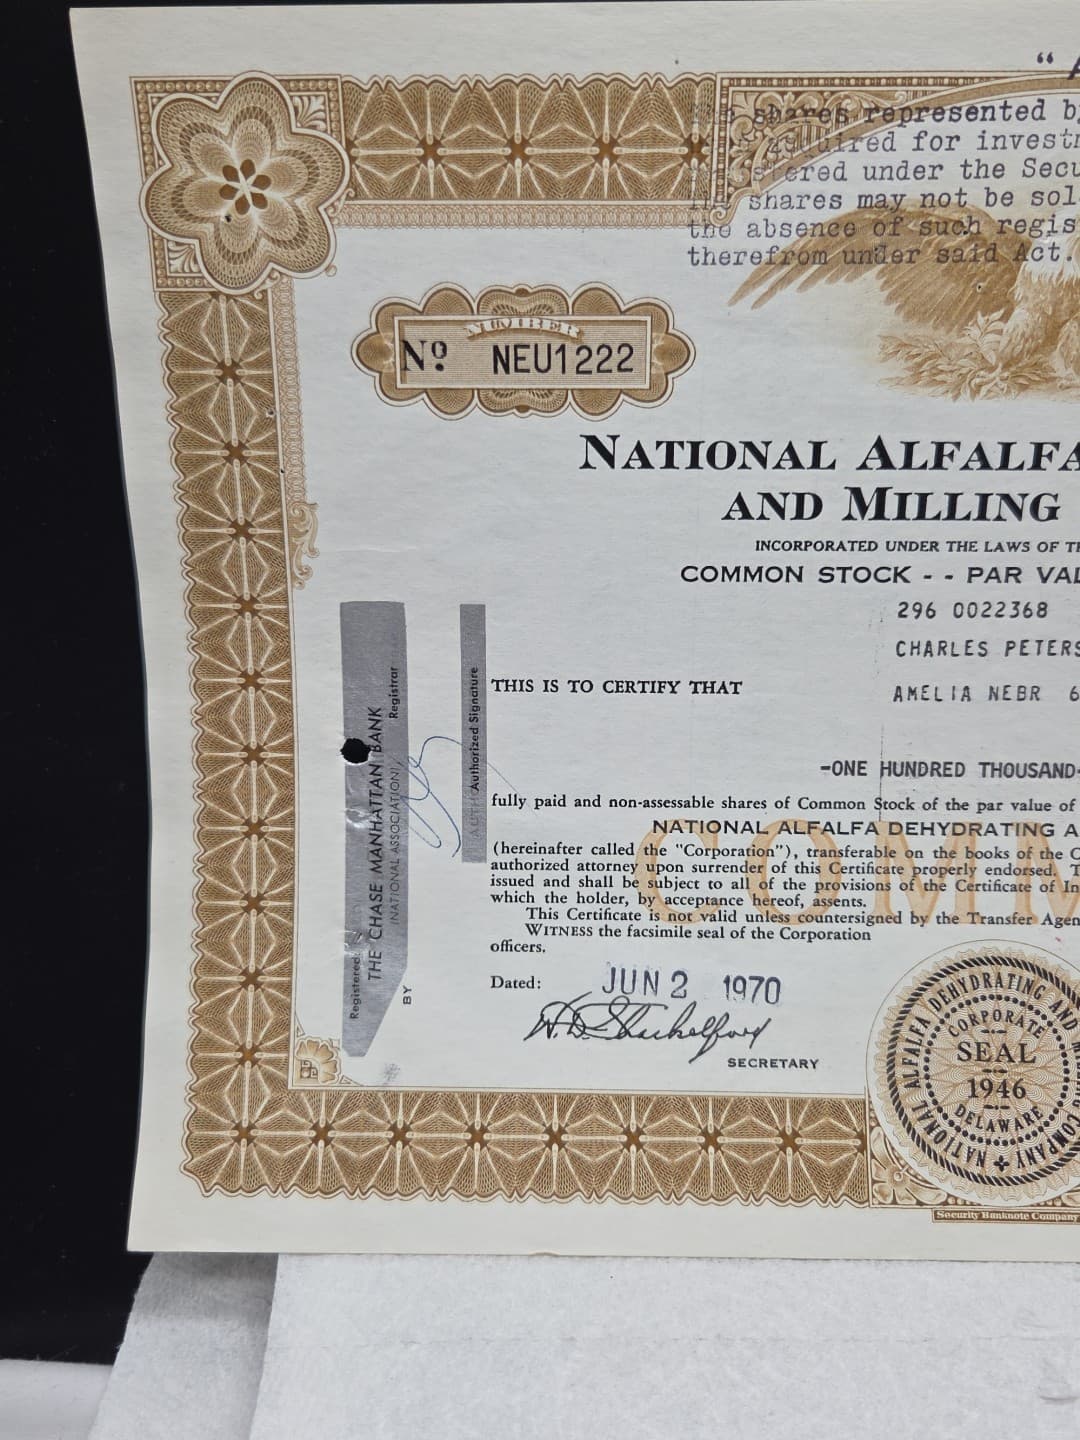 “ A
shares represented b
quired for investm
stered under the Secu
shares may not be sol
the absence of such regis
therefrom under said Act.
NUMBER
Nº NEU1222
NATIONAL ALFALFA
AND MILLING
INCORPORATED UNDER THE LAWS OF TH
COMMON STOCK - - PAR VAL
296 0022368
CHARLES PETERS
THIS IS TO CERTIFY THAT
AMELIA NEBR 6
-ONE HUNDRED THOUSAND-
fully paid and non-assessable shares of Common Stock of the par value of
NATIONAL ALFALFA DEHYDRATING A
(hereinafter called the "Corporation"), transferable on the books of the C
authorized attorney upon surrender of this Certificate properly endorsed. T
issued and shall be subject to all of the provisions of the Certificate of In
which the holder, by acceptance hereof, assents.
This Certificate is not valid unless countersigned by the Transfer Agen
WITNESS the facsimile seal of the Corporation
officers.
COMM
Dated: JUN 2 1970
W. D. Shackelford
SECRETARY
Registered:
THE CHASE MANHATTAN BANK
(NATIONAL ASSOCIATION),
Registrar
BY
AUTH Authorized Signature
NATIONAL ALFALFA DEHYDRATING AND M COMPANY
CORPORATE
SEAL
1946
DELAWARE
Security Banknote Company